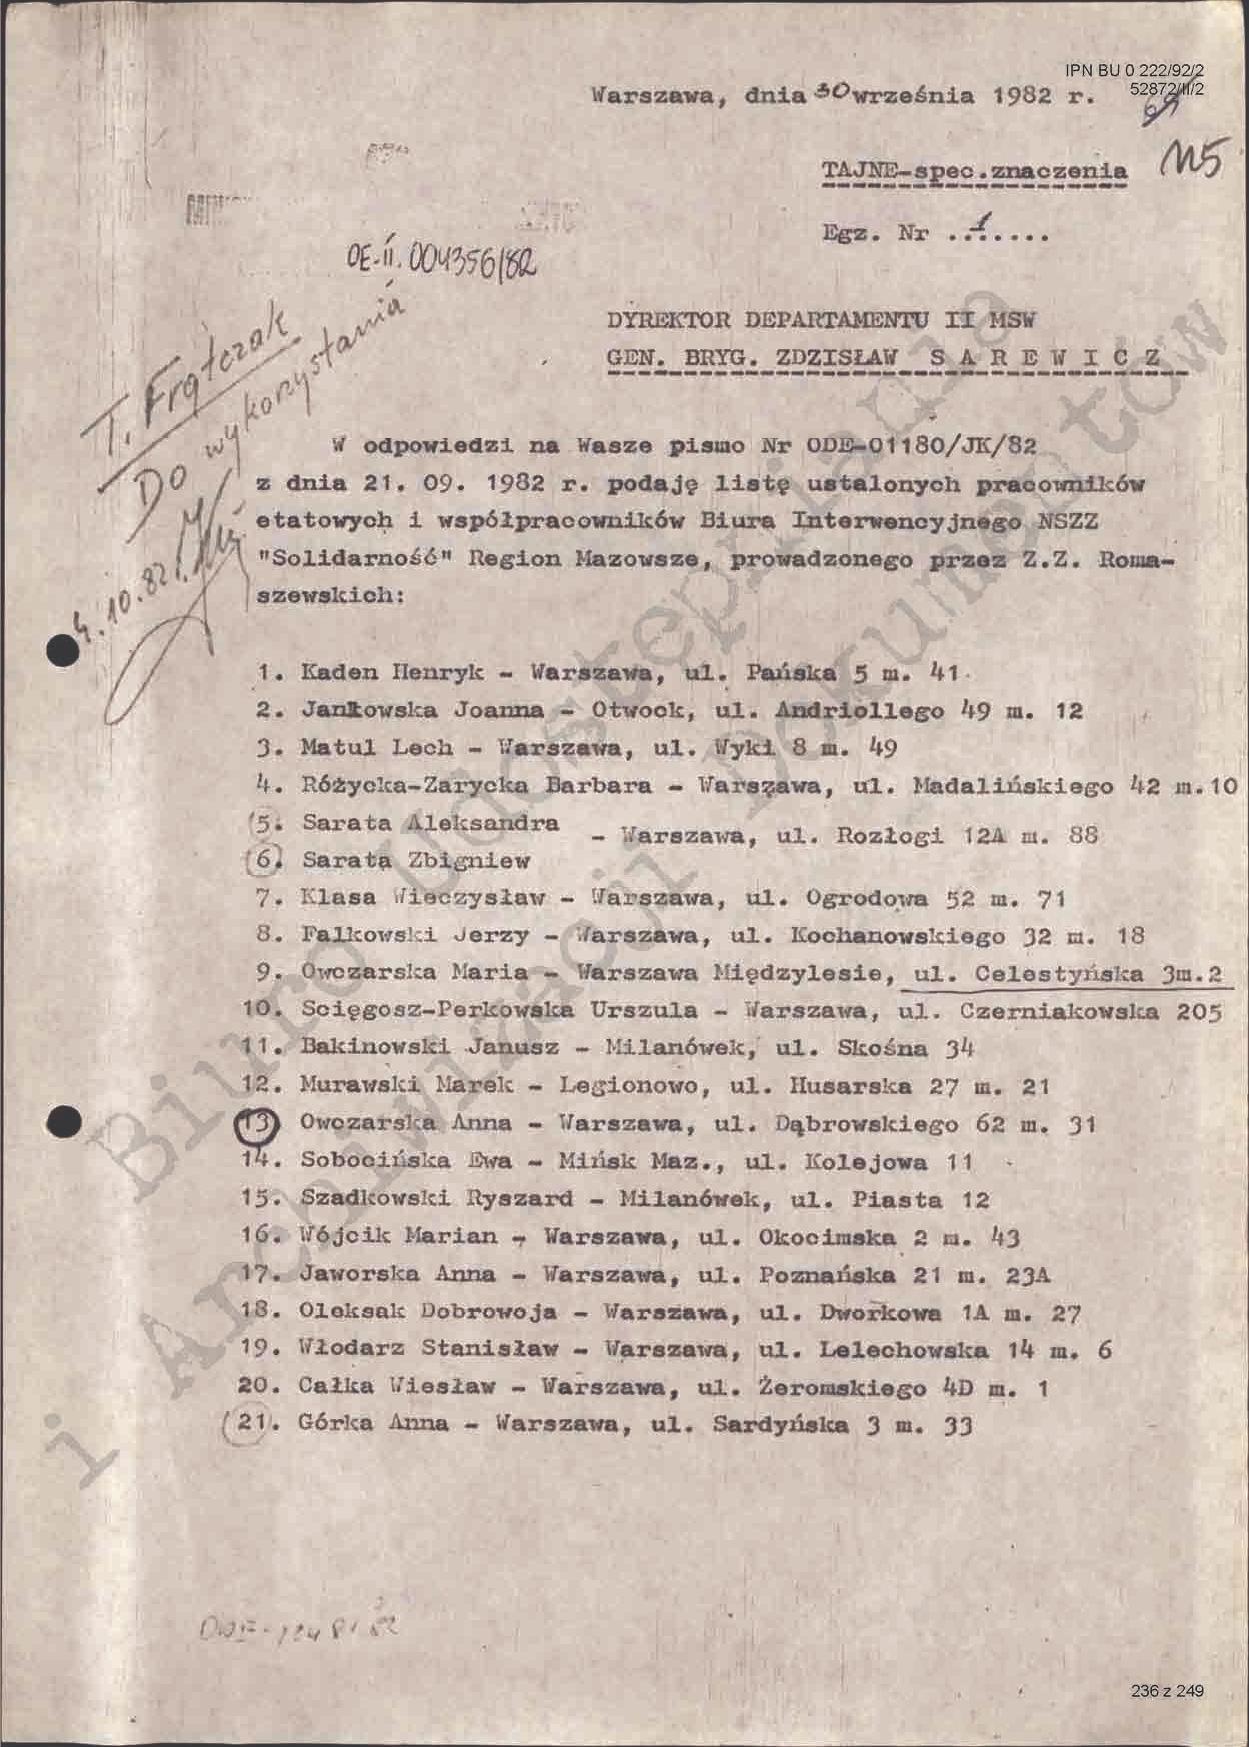 IPN BU 0 222/92/2
52872/II/2
Warszawa, dnia 30 września 1982 r.
TAJNE-spec.znaczenia
115
Egz. Nr ..1.....
OE-II.004356/82
DYREKTOR DEPARTAMENTU II MSW
GEN. BRYG. ZDZISŁAW S A R E W I C Z
T. Frątczak
Do wykorzystania
4.10.82.
W odpowiedzi na Wasze pismo Nr ODE-01180/JK/82
z dnia 21. 09. 1982 r. podaję listę ustalonych pracowników
etatowych i współpracowników Biura Interwencyjnego NSZZ
"Solidarność" Region Mazowsze, prowadzonego przez Z.Z. Roma-
szewskich:
1. Kaden Henryk - Warszawa, ul. Pańska 5 m. 41
2. Jankowska Joanna - Otwock, ul. Andriollego 49 m. 12
3. Matul Lech - Warszawa, ul. Wyki 8 m. 49
4. Różycka-Zarycka Barbara - Warszawa, ul. Madalińskiego 42 m.10
5. Sarata Aleksandra
- Warszawa, ul. Rozłogi 12A m. 88
6. Sarata Zbigniew
7. Klasa Wieczysław - Warszawa, ul. Ogrodowa 52 m. 71
8. Falkowski Jerzy - Warszawa, ul. Kochanowskiego 32 m. 18
9. Owczarska Maria - Warszawa Międzylesie, ul. Celestyńska 3m.2
10. Scięgosz-Perkowska Urszula - Warszawa, ul. Czerniakowska 205
11. Bakinowski Janusz - Milanówek, ul. Skośna 34
12. Murawski Marek - Legionowo, ul. Husarska 27 m. 21
13 Owczarska Anna - Warszawa, ul. Dąbrowskiego 62 m. 31
14. Sobocińska Ewa - Mińsk Maz., ul. Kolejowa 11
15. Szadkowski Ryszard - Milanówek, ul. Piasta 12
16. Wójcik Marian - Warszawa, ul. Okocimska 2 m. 43
17. Jaworska Anna - Warszawa, ul. Poznańska 21 m. 23A
18. Oleksak Dobrowoja - Warszawa, ul. Dworkowa 1A m. 27
19. Włodarz Stanisław - Warszawa, ul. Lelechowska 14 m. 6
20. Całka Wiesław - Warszawa, ul. Żeromskiego 4D m. 1
21. Górka Anna - Warszawa, ul. Sardyńska 3 m. 33
Biuro Udostępniania
i Archiwizacji Dokumentów
236 z 249